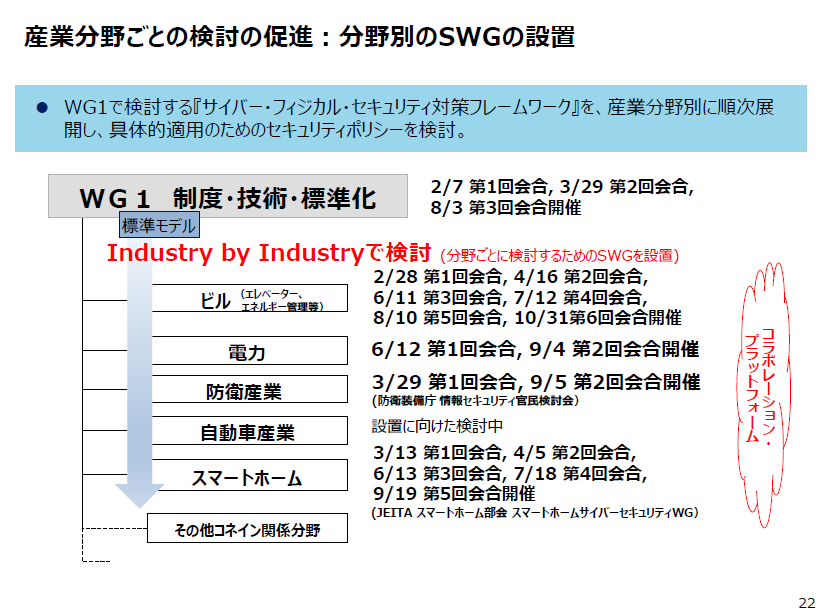 産業分野ごとの検討の促進：分野別のSWGの設置
● WG1で検討する『サイバー・フィジカル・セキュリティ対策フレームワーク』を、産業分野別に順次展
開し、具体的適用のためのセキュリティポリシーを検討。
WG1 制度・技術・標準化
2/7 第1回会合, 3/29 第2回会合,
8/3 第3回会合開催
標準モデル
Industry by Industryで検討 (分野ごとに検討するためのSWGを設置)
ビル (エレベーター、
エネルギー管理等)
2/28 第1回会合, 4/16 第2回会合,
6/11 第3回会合, 7/12 第4回会合,
8/10 第5回会合, 10/31第6回会合開催
電力
6/12 第1回会合, 9/4 第2回会合開催
防衛産業
3/29 第1回会合, 9/5 第2回会合開催
(防衛装備庁 情報セキュリティ官民検討会)
自動車産業
設置に向けた検討中
スマートホーム
3/13 第1回会合, 4/5 第2回会合,
6/13 第3回会合, 7/18 第4回会合,
9/19 第5回会合開催
(JEITA スマートホーム部会 スマートホームサイバーセキュリティWG)
その他コネイン関係分野
コラボレーション・
プラットフォーム
22